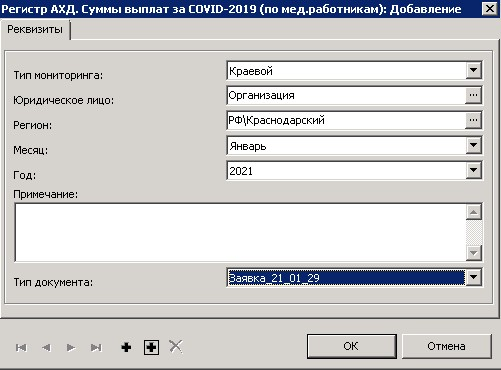 Регистр АХД. Суммы выплат за COVID-2019 (по мед.работникам): Добавление
Реквизиты
Тип мониторинга: Краевой
Юридическое лицо: Организация ...
Регион: РФ\Краснодарский ...
Месяц: Январь
Год: 2021
Примечание:
Тип документа: Заявка_21_01_29
OK Отмена